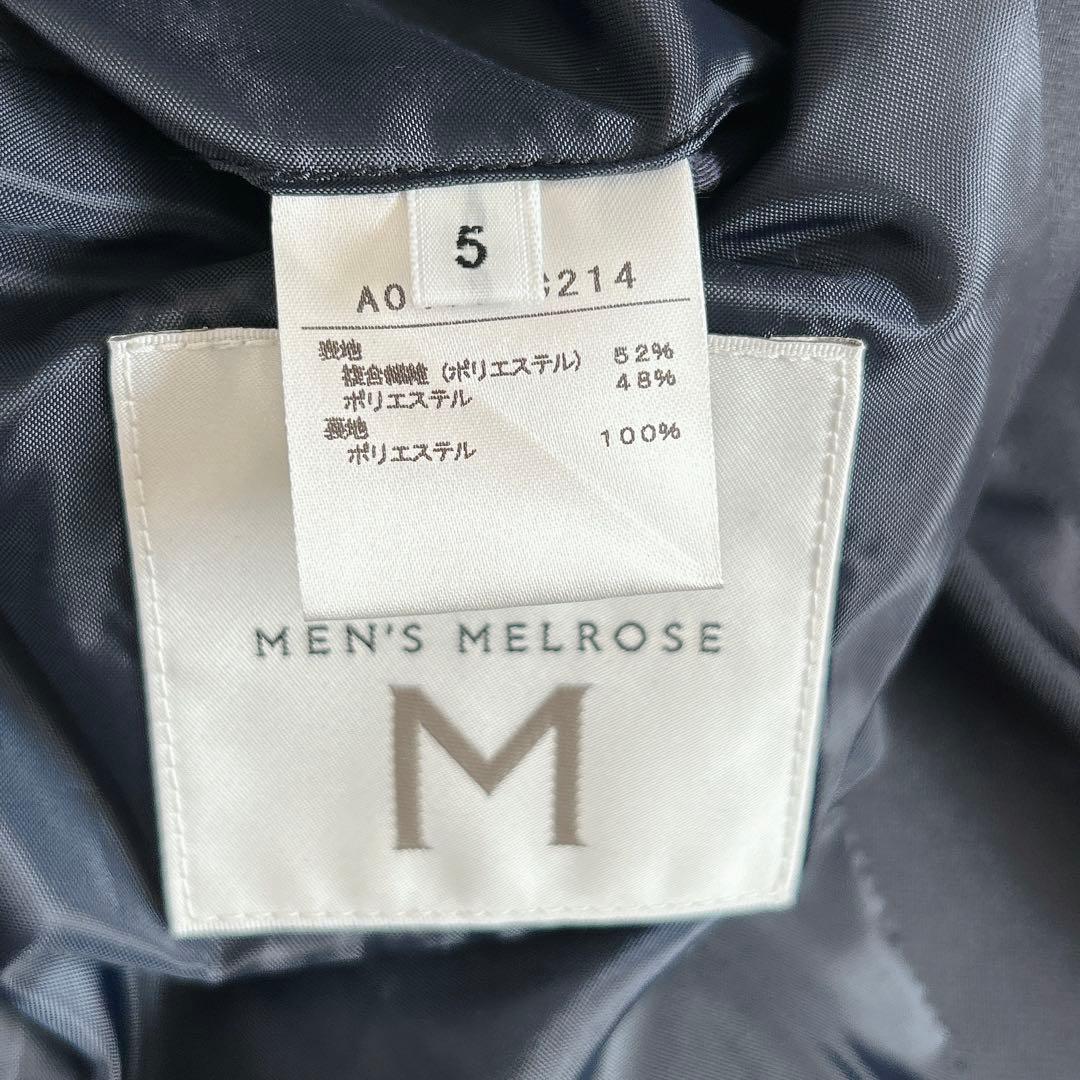 5
A0 214
表地
複合繊維 (ポリエステル) 52%
ポリエステル 48%
裏地
ポリエステル 100%
MEN'S MELROSE
M